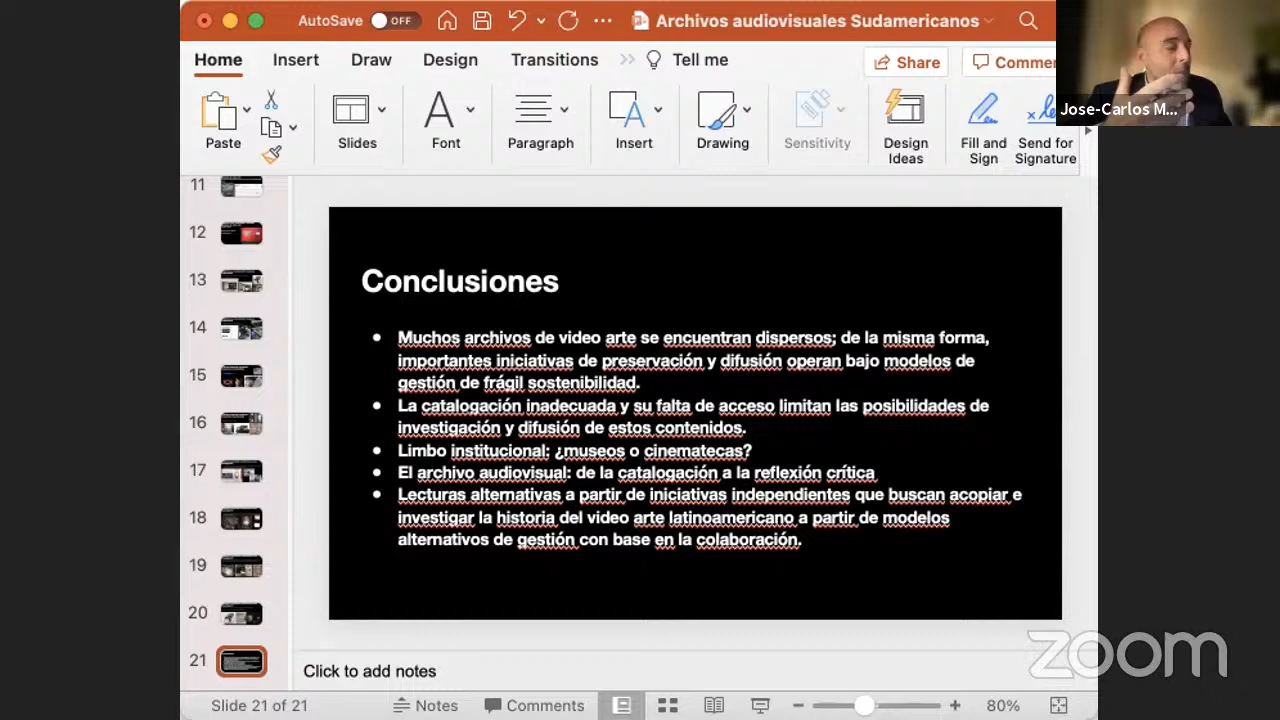 AutoSave OFF
Archivos audiovisuales Sudamericanos
Home Insert Draw Design Transitions Tell me
Share
Commen
Paste
Slides
Font
Paragraph
Insert
Drawing
Sensitivity
Design
Ideas
Fill and
Sign
Send for
Signature
Jose-Carlos M...
11
12
13
14
15
16
17
18
19
20
21
Conclusiones
• Muchos archivos de video arte se encuentran dispersos; de la misma forma,
importantes iniciativas de preservación y difusión operan bajo modelos de
gestión de frágil sostenibilidad.
• La catalogación inadecuada y su falta de acceso limitan las posibilidades de
investigación y difusión de estos contenidos.
• Limbo institucional: ¿museos o cinematecas?
• El archivo audiovisual: de la catalogación a la reflexión crítica
• Lecturas alternativas a partir de iniciativas independientes que buscan acopiar e
investigar la historia del video arte latinoamericano a partir de modelos
alternativos de gestión con base en la colaboración.
Click to add notes
zoom
Slide 21 of 21 Notes Comments 80%